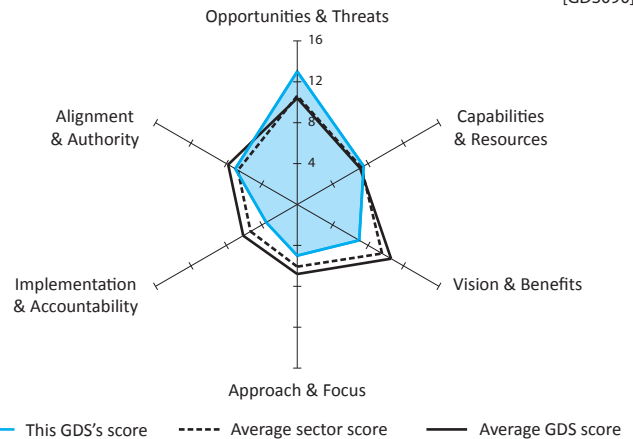 Opportunities & Threats
16
12
8
4
Alignment
& Authority
Capabilities
& Resources
Implementation
& Accountability
Vision & Benefits
Approach & Focus
This GDS's score
Average sector score
Average GDS score